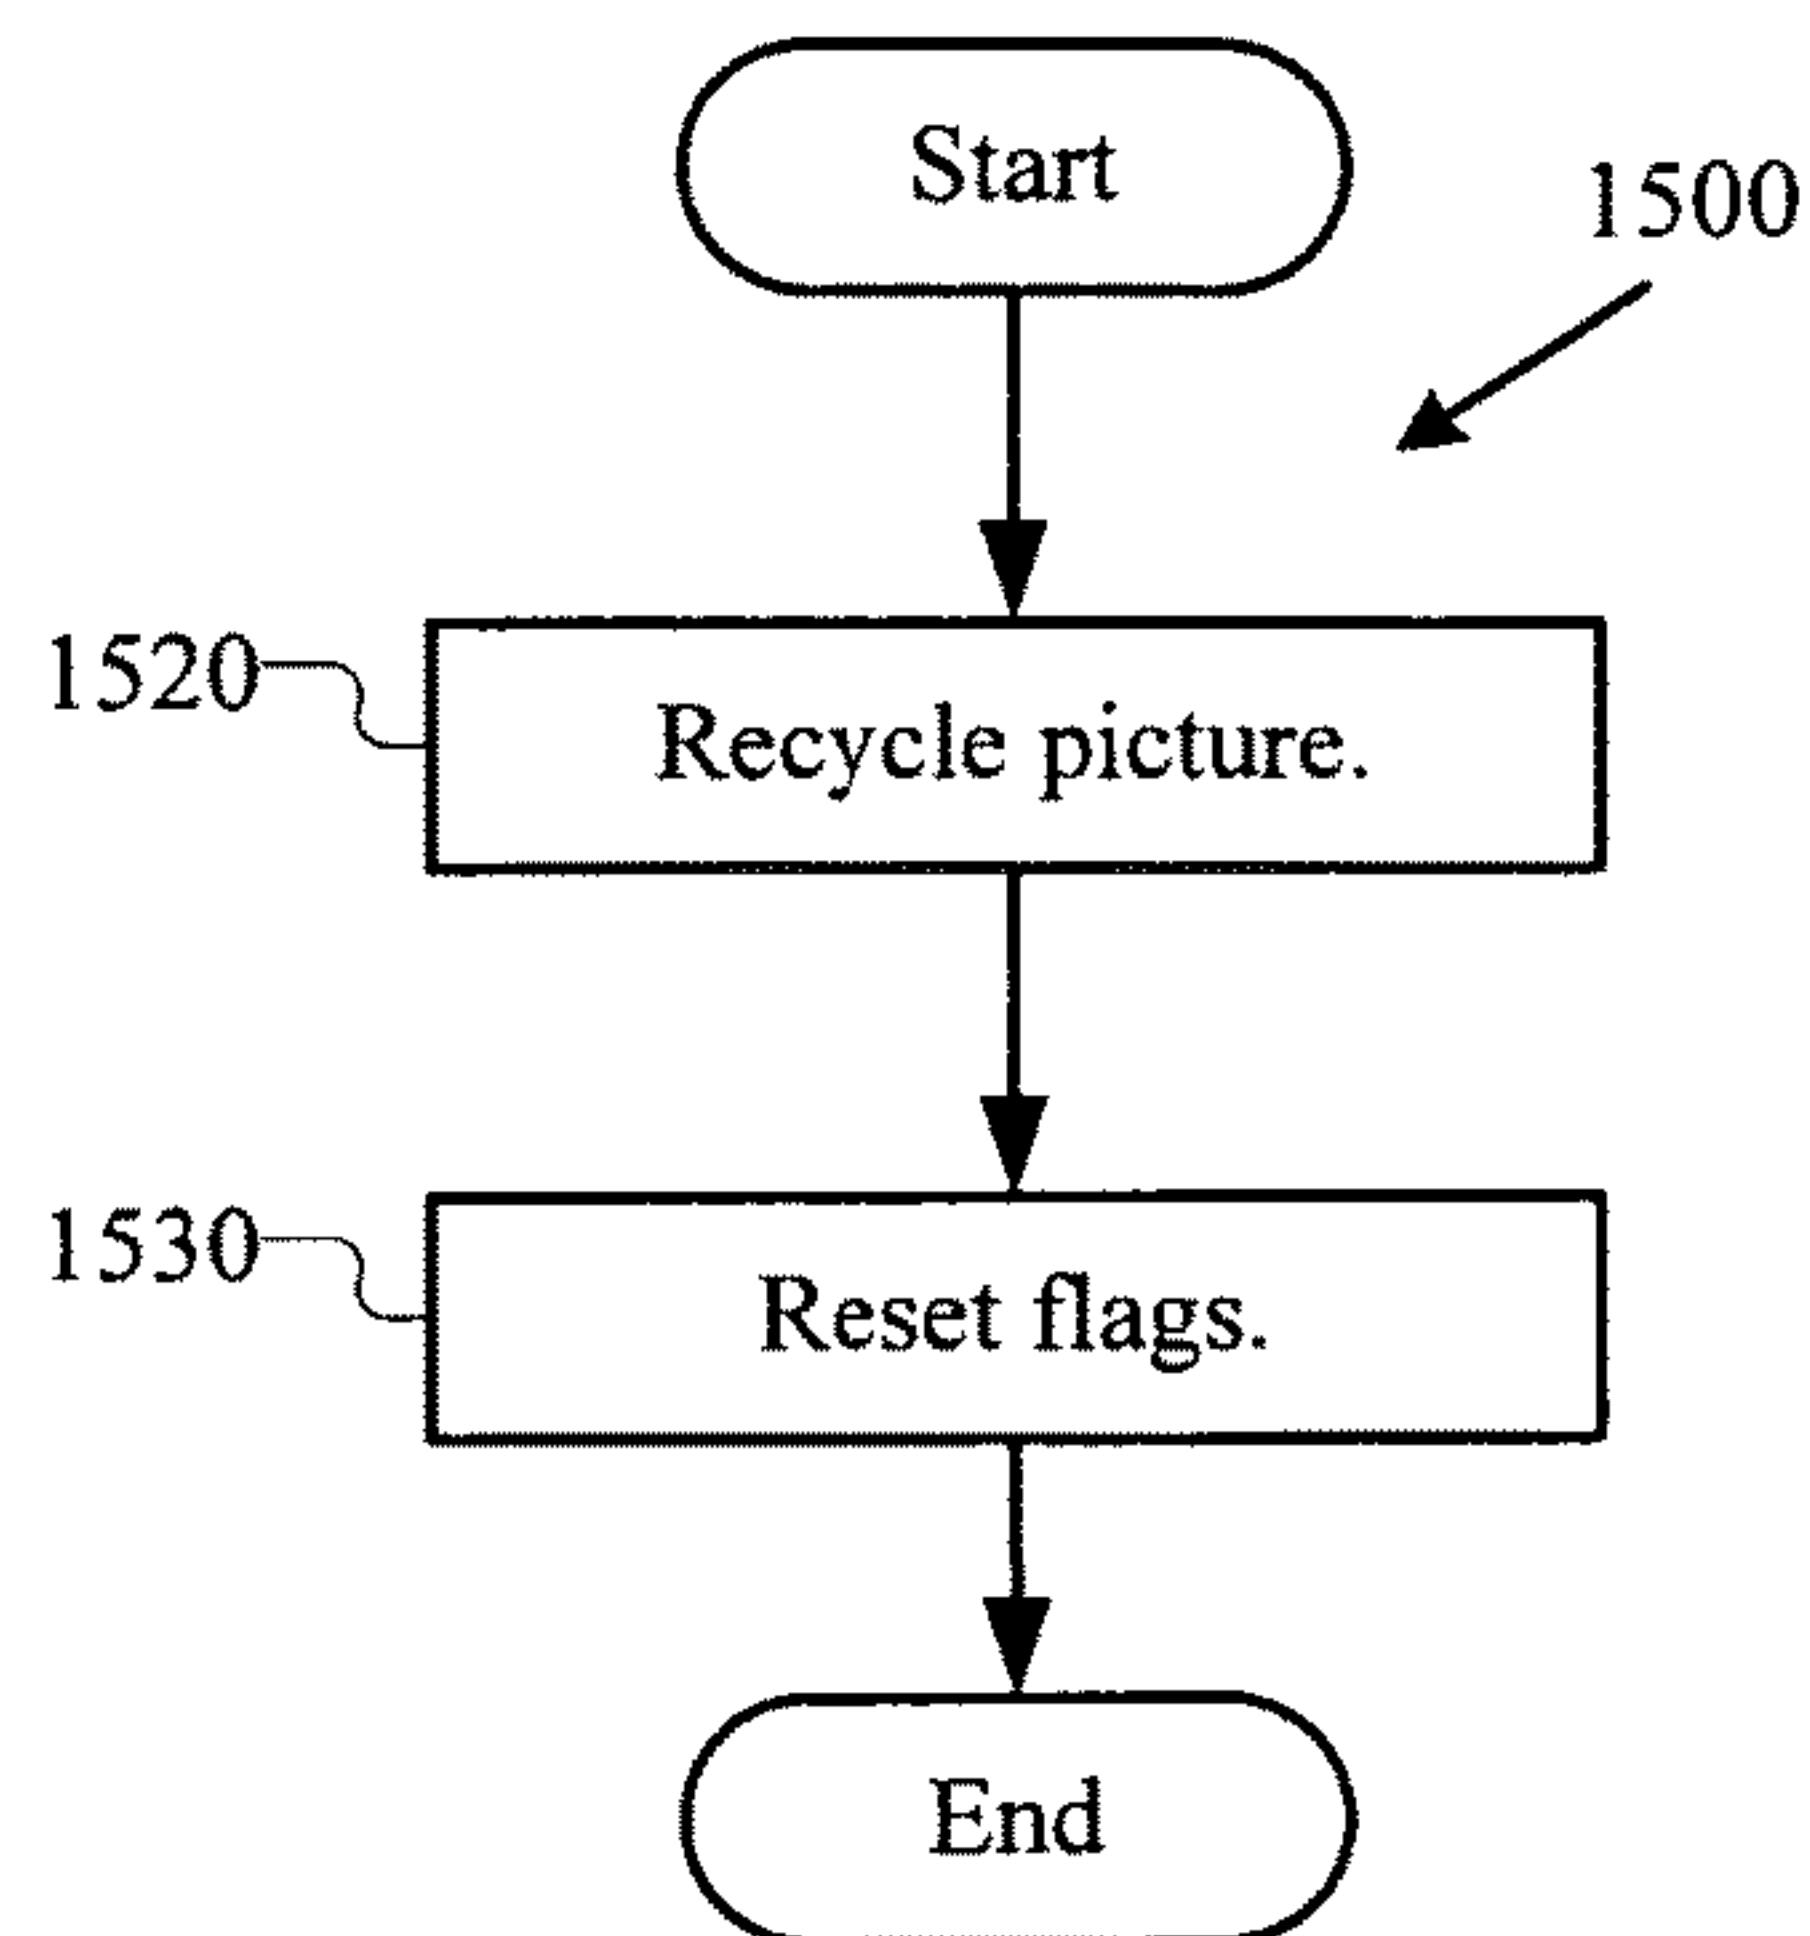 Start
1500
1520
Recycle picture.
1530
Reset flags.
End